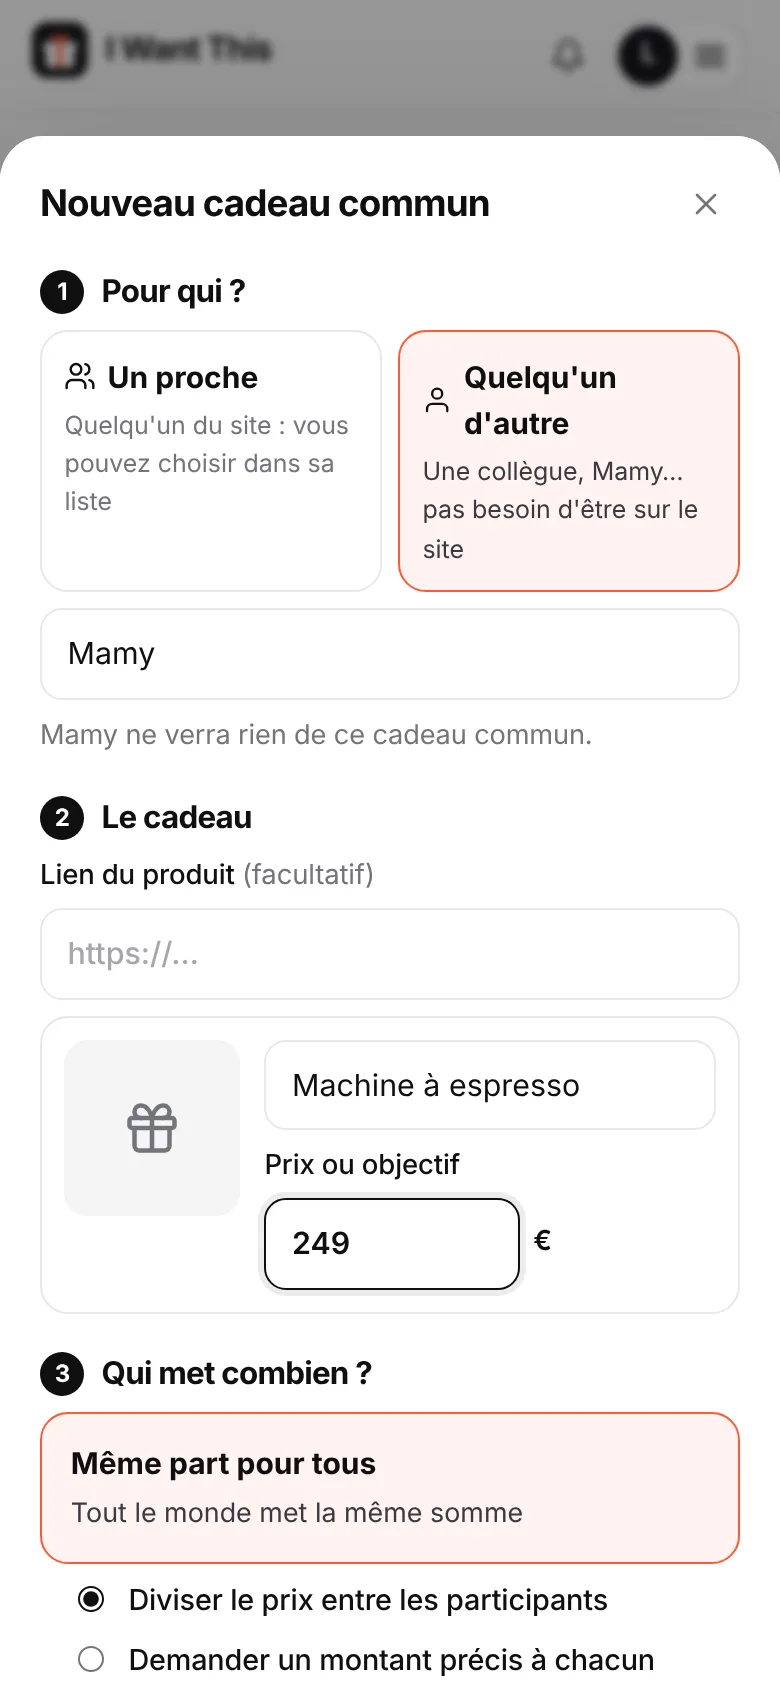 I Want This
L
Nouveau cadeau commun
1 Pour qui ?
Un proche
Quelqu'un du site : vous
pouvez choisir dans sa
liste
Quelqu'un
d'autre
Une collègue, Mamy...
pas besoin d'être sur le
site
Mamy
Mamy ne verra rien de ce cadeau commun.
2 Le cadeau
Lien du produit (facultatif)
https://...
Machine à espresso
Prix ou objectif
249 €
3 Qui met combien ?
Même part pour tous
Tout le monde met la même somme
Diviser le prix entre les participants
Demander un montant précis à chacun